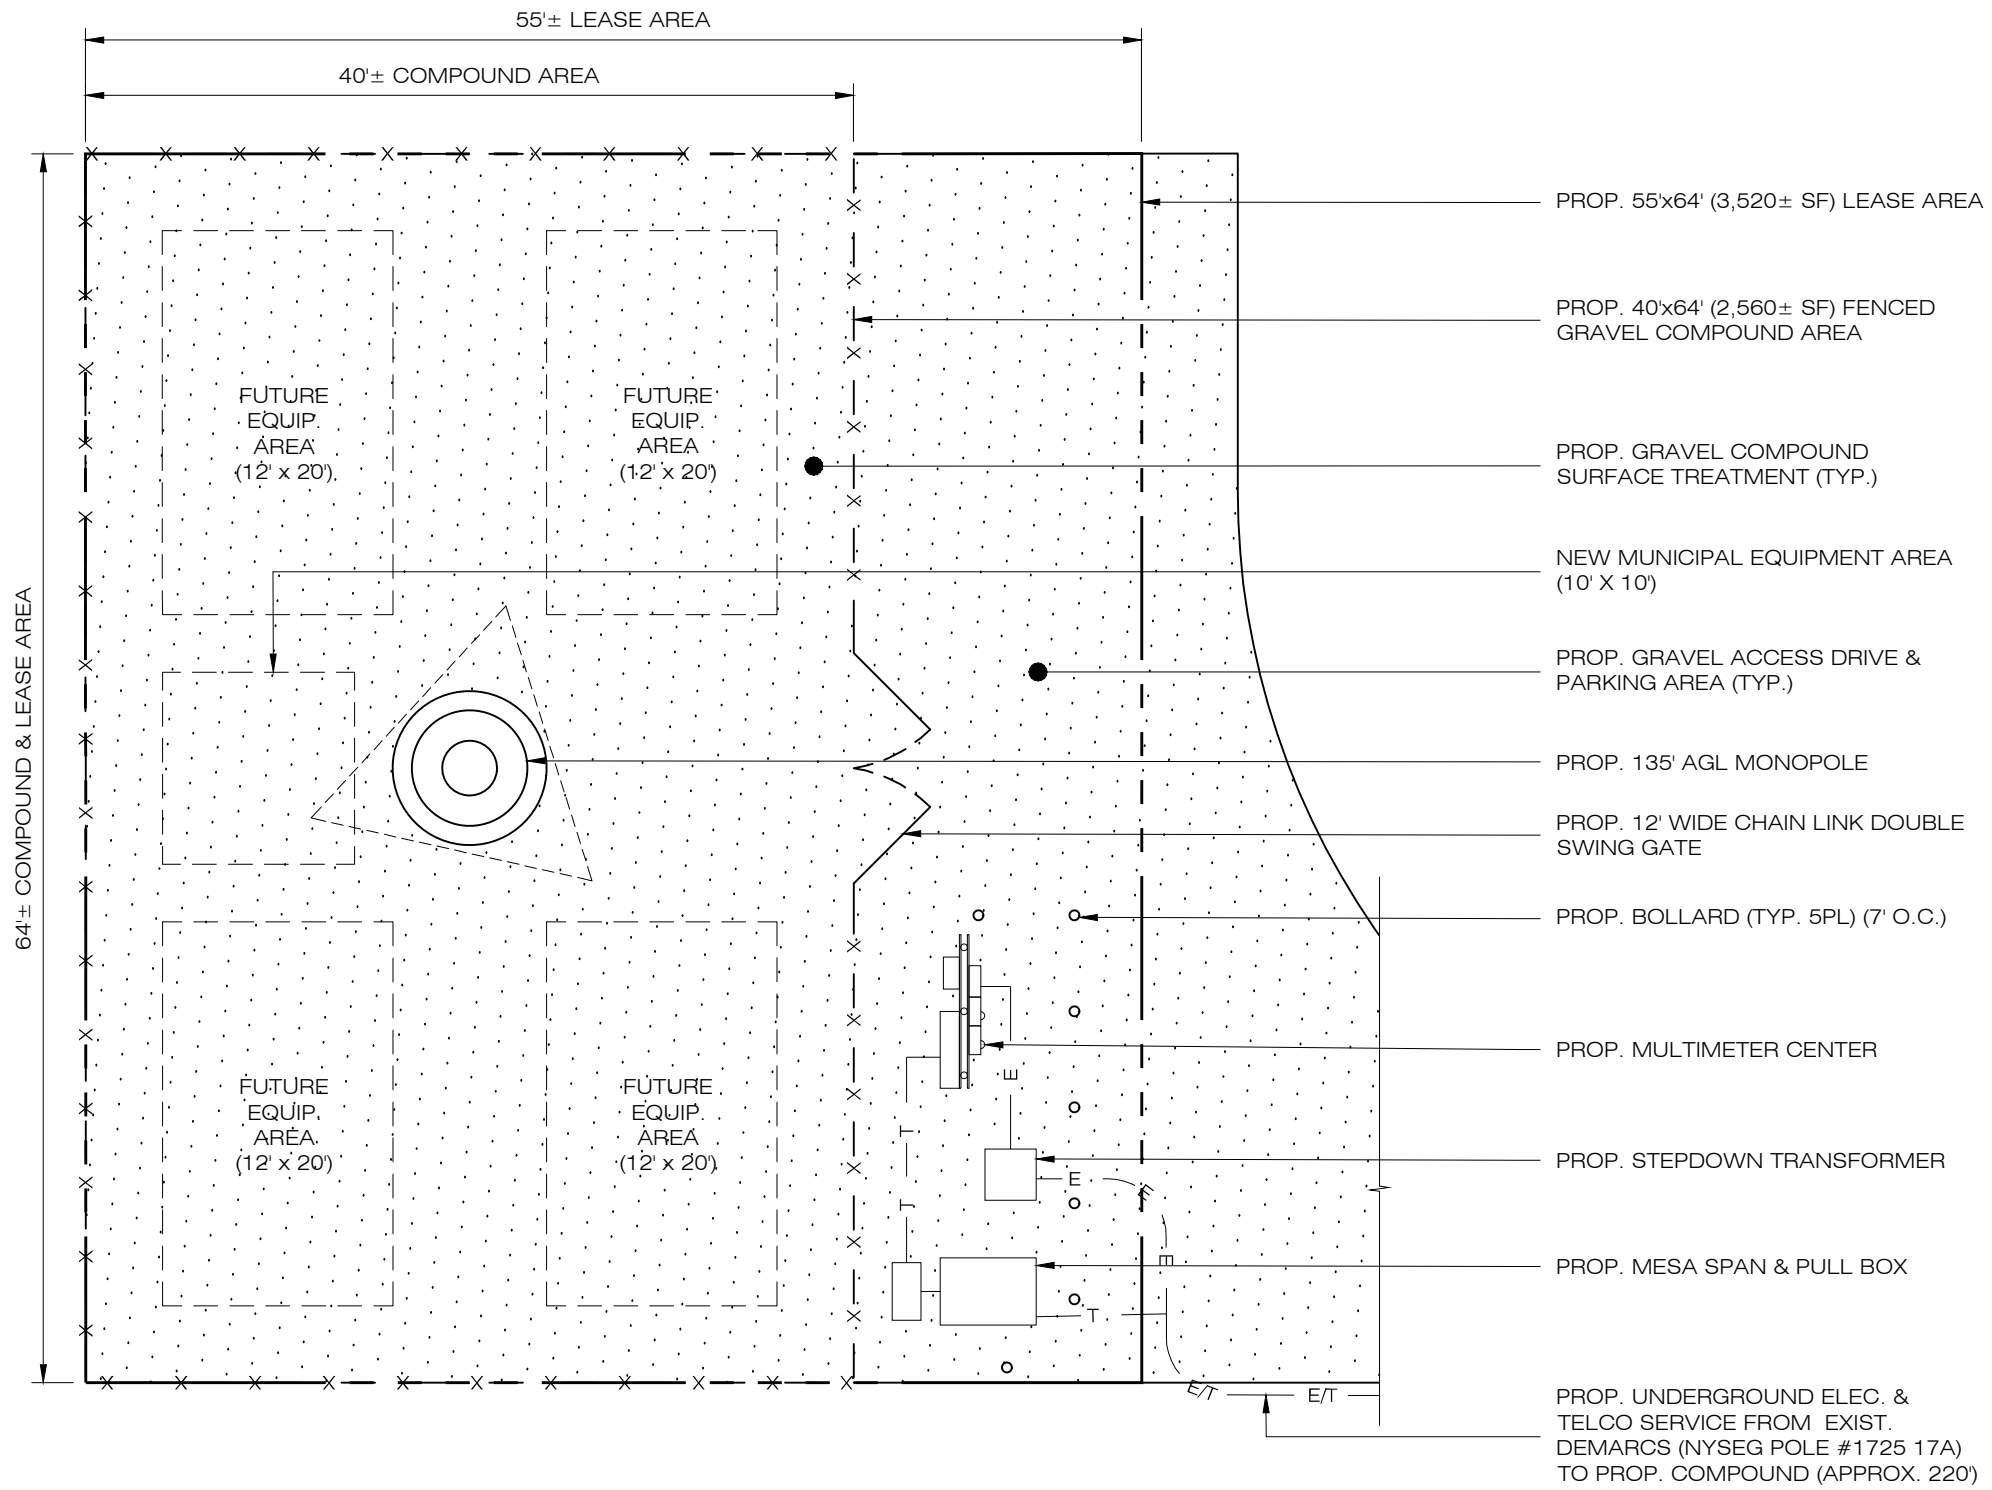 55'± LEASE AREA
40'± COMPOUND AREA
64'± COMPOUND & LEASE AREA
FUTURE
EQUIP.
AREA
(12' x 20')
FUTURE
EQUIP.
AREA
(12' x 20')
FUTURE
EQUIP.
AREA
(12' x 20')
FUTURE
EQUIP.
AREA
(12' x 20')
E
T
T
E
E
E
T
E/T
E/T
PROP. 55'x64' (3,520± SF) LEASE AREA
PROP. 40'x64' (2,560± SF) FENCED
GRAVEL COMPOUND AREA
PROP. GRAVEL COMPOUND
SURFACE TREATMENT (TYP.)
NEW MUNICIPAL EQUIPMENT AREA
(10' X 10')
PROP. GRAVEL ACCESS DRIVE &
PARKING AREA (TYP.)
PROP. 135' AGL MONOPOLE
PROP. 12' WIDE CHAIN LINK DOUBLE
SWING GATE
PROP. BOLLARD (TYP. 5PL) (7' O.C.)
PROP. MULTIMETER CENTER
PROP. STEPDOWN TRANSFORMER
PROP. MESA SPAN & PULL BOX
PROP. UNDERGROUND ELEC. &
TELCO SERVICE FROM EXIST.
DEMARCS (NYSEG POLE #1725 17A)
TO PROP. COMPOUND (APPROX. 220')